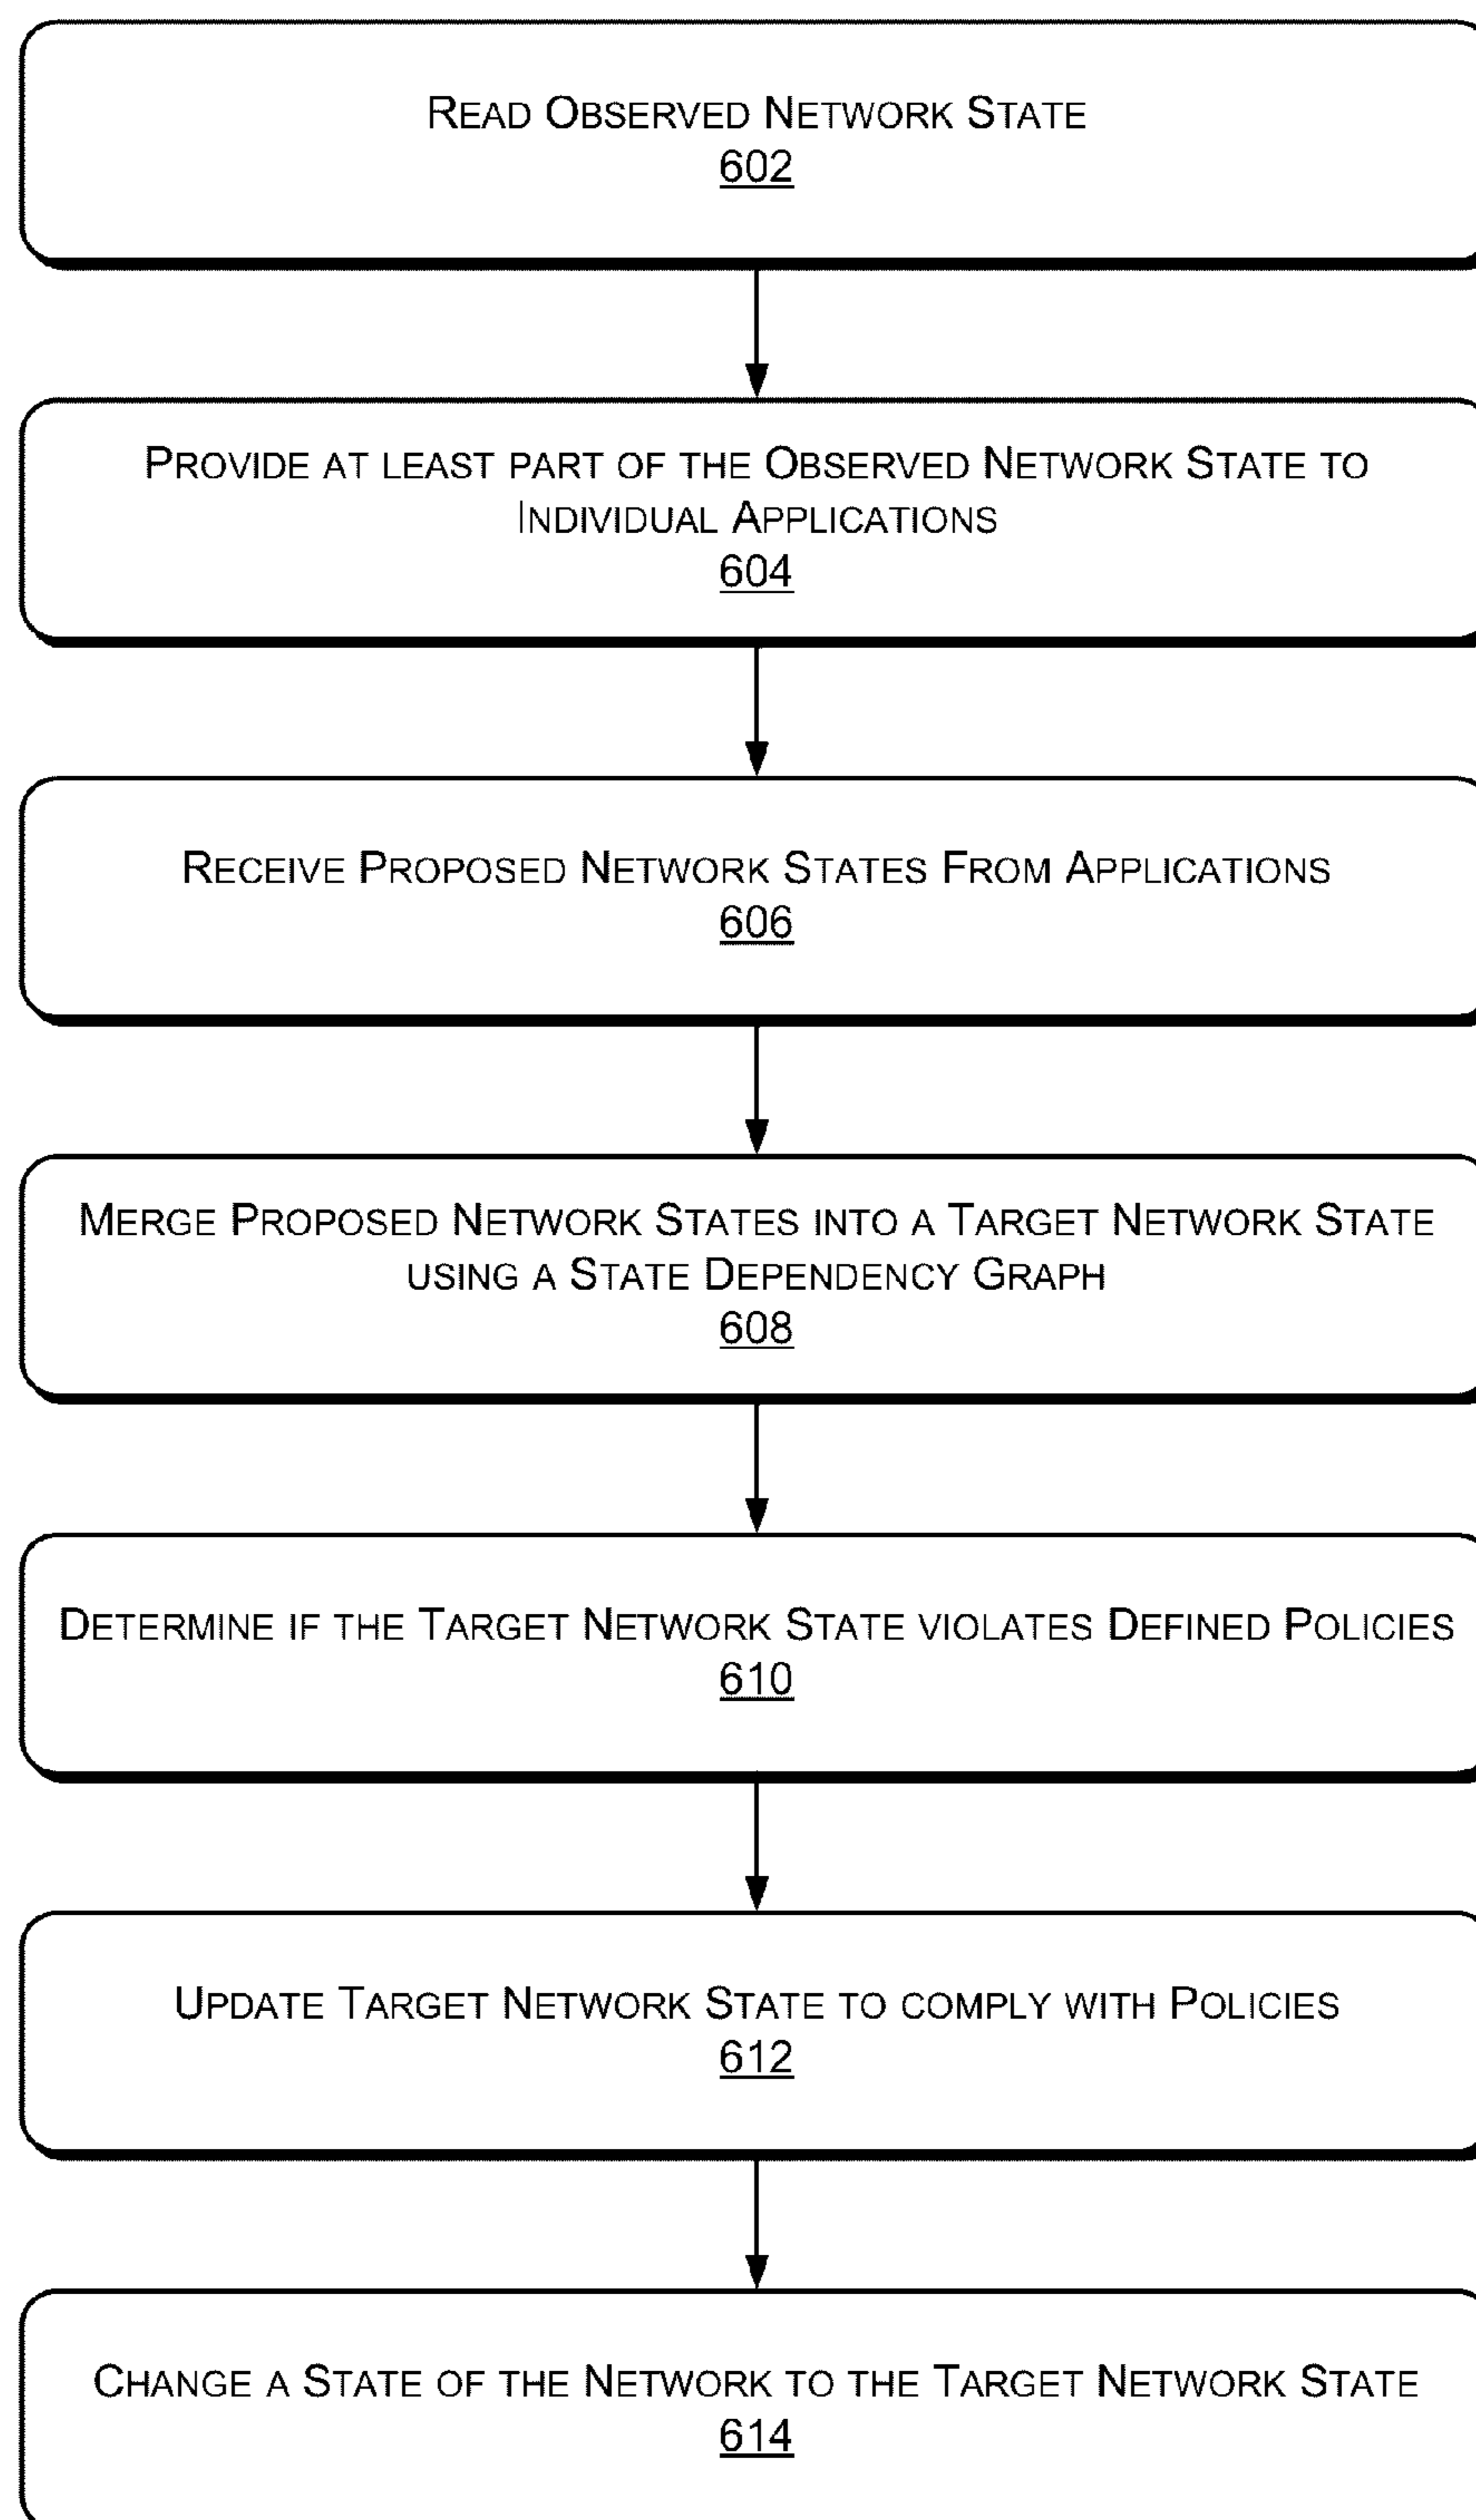 READ OBSERVED NETWORK STATE
602
PROVIDE AT LEAST PART OF THE OBSERVED NETWORK STATE TO
INDIVIDUAL APPLICATIONS
604
RECEIVE PROPOSED NETWORK STATES FROM APPLICATIONS
606
MERGE PROPOSED NETWORK STATES INTO A TARGET NETWORK STATE
USING A STATE DEPENDENCY GRAPH
608
DETERMINE IF THE TARGET NETWORK STATE VIOLATES DEFINED POLICIES
610
UPDATE TARGET NETWORK STATE TO COMPLY WITH POLICIES
612
CHANGE A STATE OF THE NETWORK TO THE TARGET NETWORK STATE
614